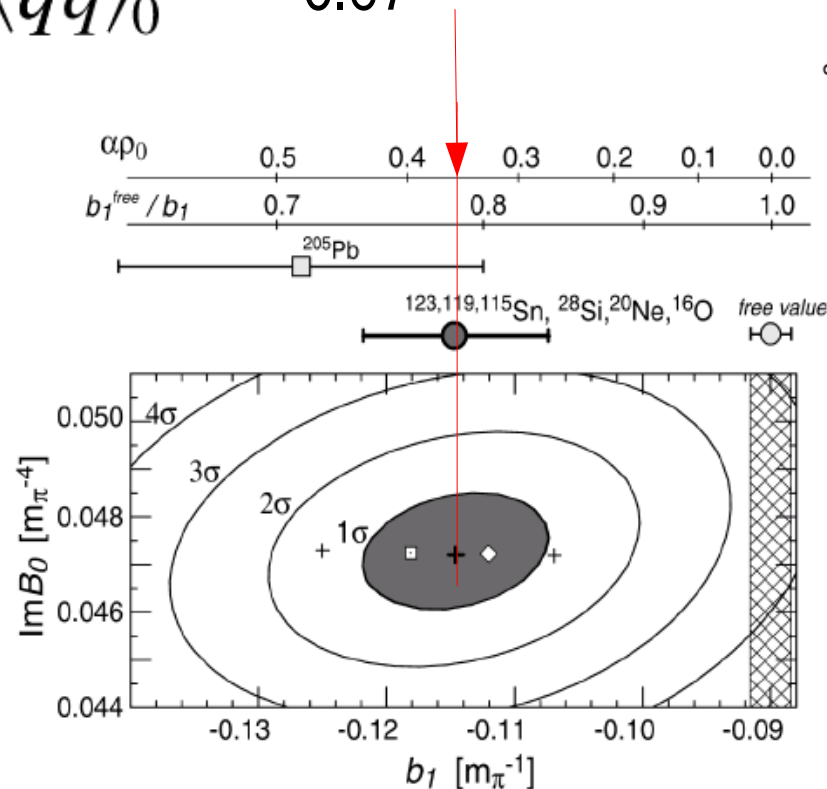 αρ₀ 0.5 0.4 0.3 0.2 0.1 0.0
b₁ᶠʳᵉᵉ / b₁ 0.7 0.8 0.9 1.0
²⁰⁵Pb
¹²³,¹¹⁹,¹¹⁵Sn, ²⁸Si,²⁰Ne,¹⁶O free value
4σ
3σ
2σ
1σ
0.050
0.048
0.046
0.044
ImB₀ [mπ⁻⁴]
-0.13 -0.12 -0.11 -0.10 -0.09
b₁ [mπ⁻¹]